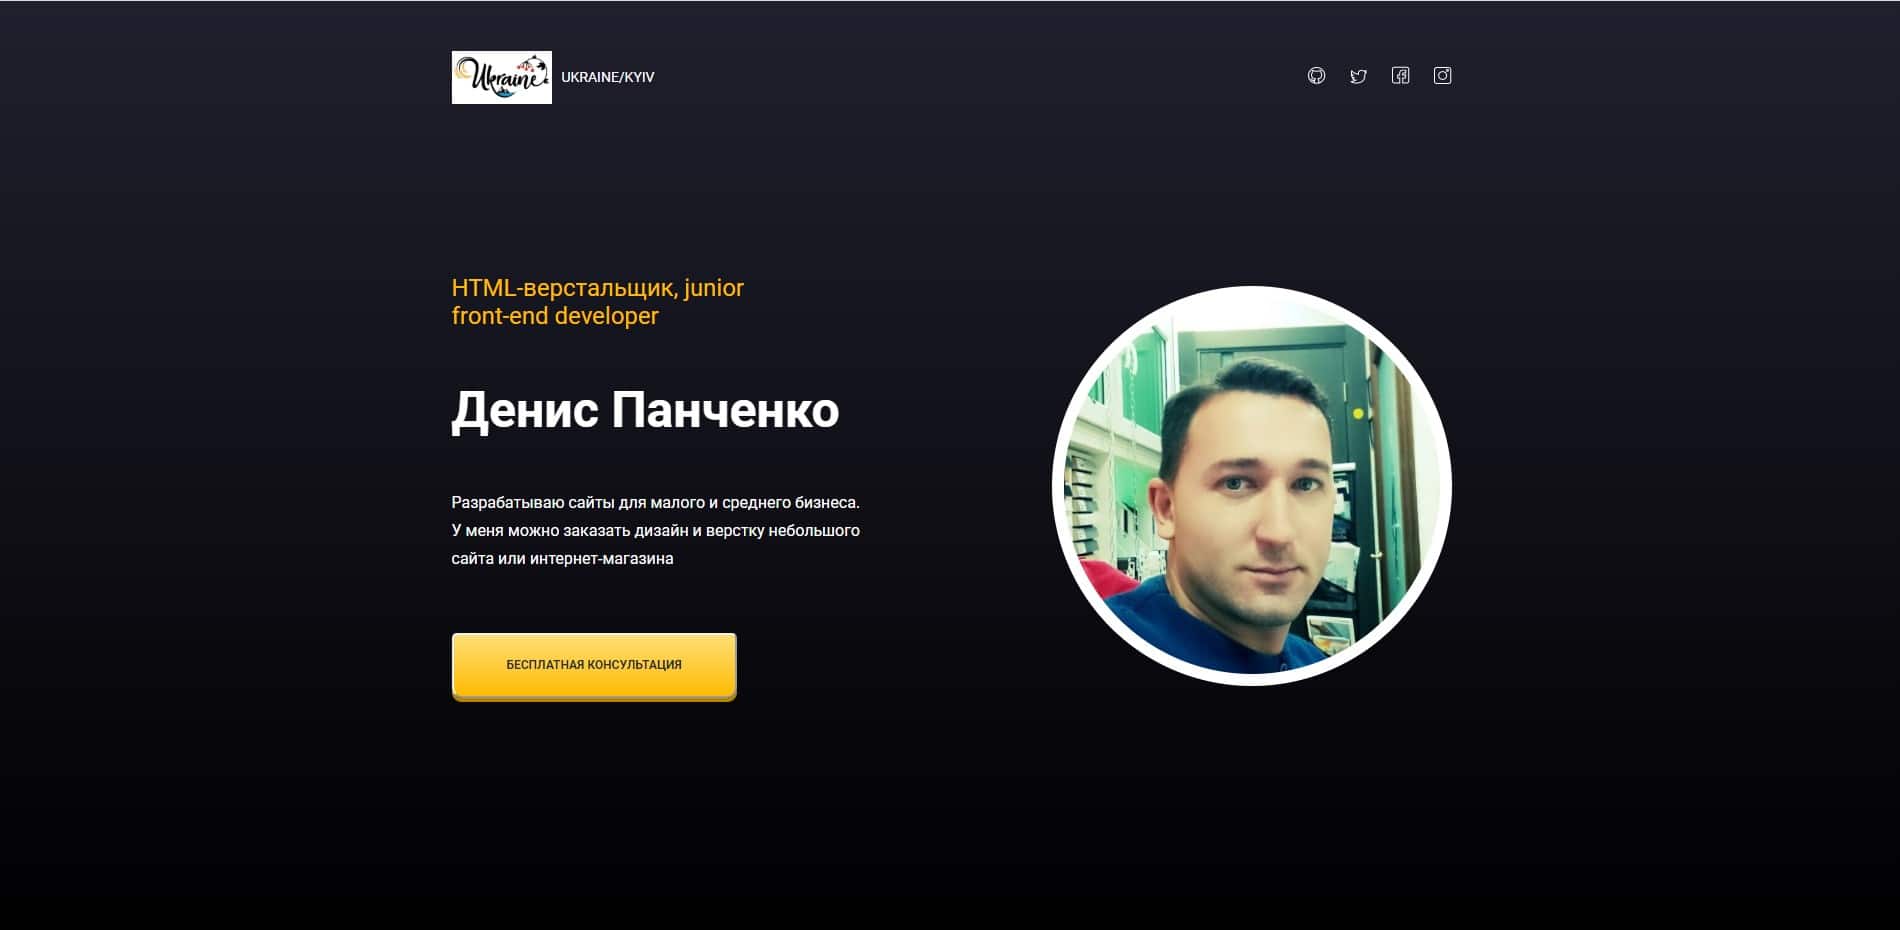 Ukraine
UKRAINE/KYIV
HTML-верстальщик, junior
front-end developer
Денис Панченко
Разрабатываю сайты для малого и среднего бизнеса.
У меня можно заказать дизайн и верстку небольшого
сайта или интернет-магазина
БЕСПЛАТНАЯ КОНСУЛЬТАЦИЯ